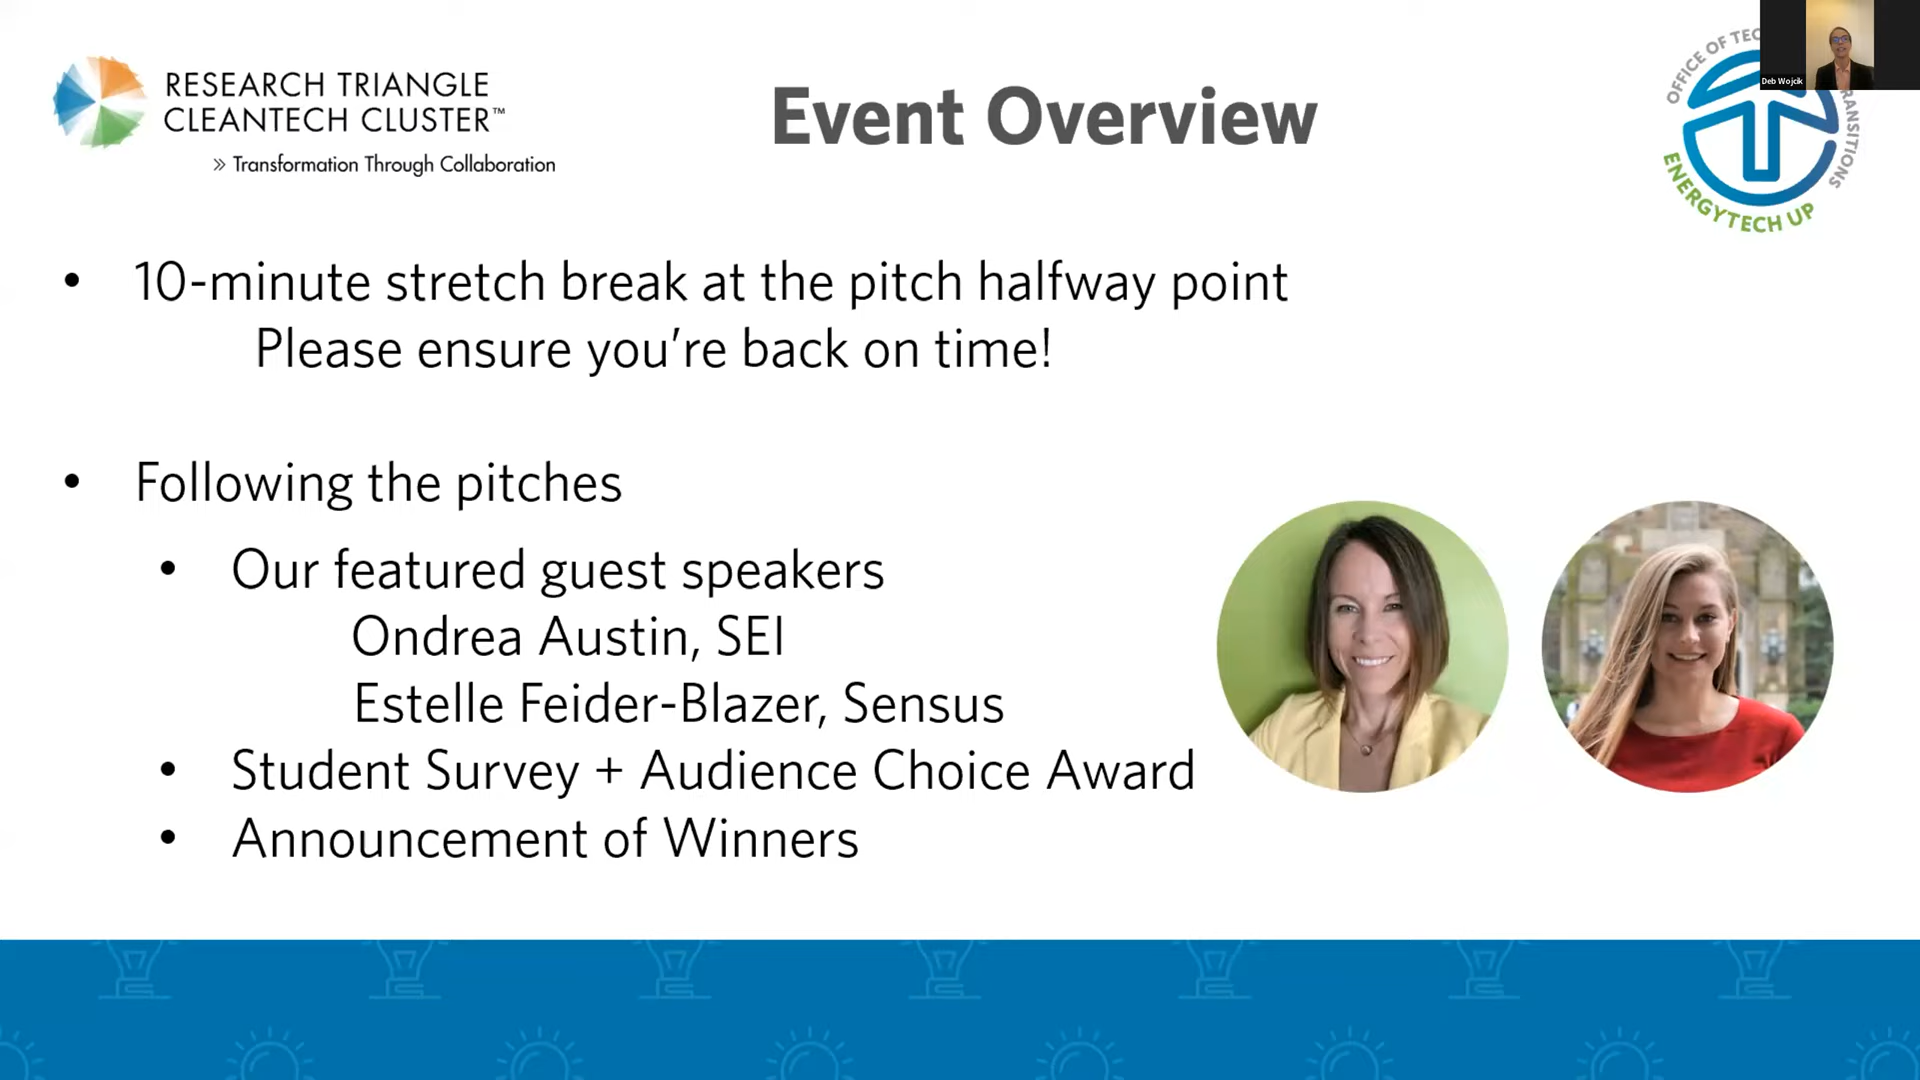 RESEARCH TRIANGLE
CLEANTECH CLUSTER™
» Transformation Through Collaboration
Event Overview
OFFICE OF TEC
RANSITIONS
ENERGYTECH UP
Deb Wojcik
• 10-minute stretch break at the pitch halfway point
Please ensure you're back on time!
• Following the pitches
• Our featured guest speakers
Ondrea Austin, SEI
Estelle Feider-Blazer, Sensus
• Student Survey + Audience Choice Award
• Announcement of Winners